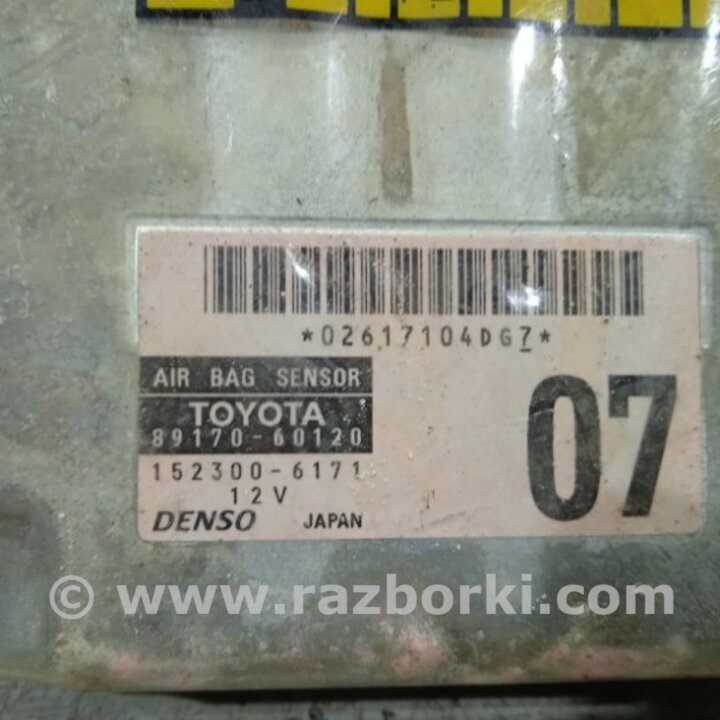 *02617104DG7*
AIR BAG SENSOR
TOYOTA
89170-60120
152300-6171
12V
DENSO JAPAN
07
© www.razborki.com